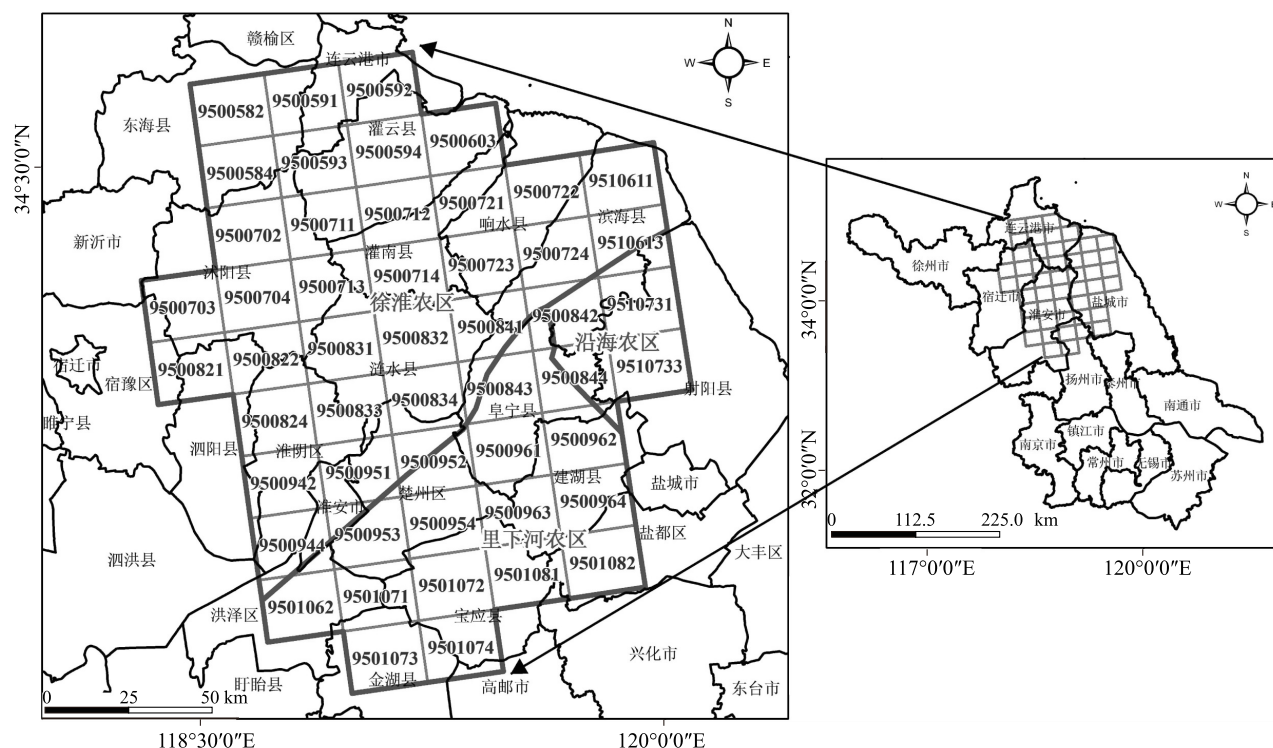 赣榆区
连云港市
N
W
E
S
9500582
9500591
9500592
东海县
灌云县
9500584
9500593
9500594
9500603
34°30′0″N
9500702
9500711
9500712
9500721
9500722
9510611
新沂市
灌南县
响水县
滨海县
沭阳县
9500703
9500704
9500713
9500714
9500723
9500724
9510613
徐淮农区
9500821
9500822
9500831
9500832
9500841
9500842
9510731
沿海农区
宿迁市
宿豫区
涟水县
9500824
9500833
9500834
9500843
9500844
9510733
射阳县
睢宁县
泗阳县
淮阴区
阜宁县
9500942
9500951
9500952
9500961
9500962
建湖县
盐城市
淮安市
楚州区
9500944
9500953
9500954
9500963
9500964
里下河农区
盐都区
泗洪县
大丰区
洪泽区
9501062
9501071
9501072
9501081
9501082
宝应县
9501073
9501074
金湖县
盱眙县
高邮市
兴化市
东台市
0
25
50 km
118°30′0″E
120°0′0″E
N
W
E
S
连云港市
徐州市
宿迁市
淮安市
盐城市
扬州市
泰州市
南通市
南京市
镇江市
常州市
无锡市
苏州市
34°0′0″N
32°0′0″N
0
112.5
225.0 km
117°0′0″E
120°0′0″E